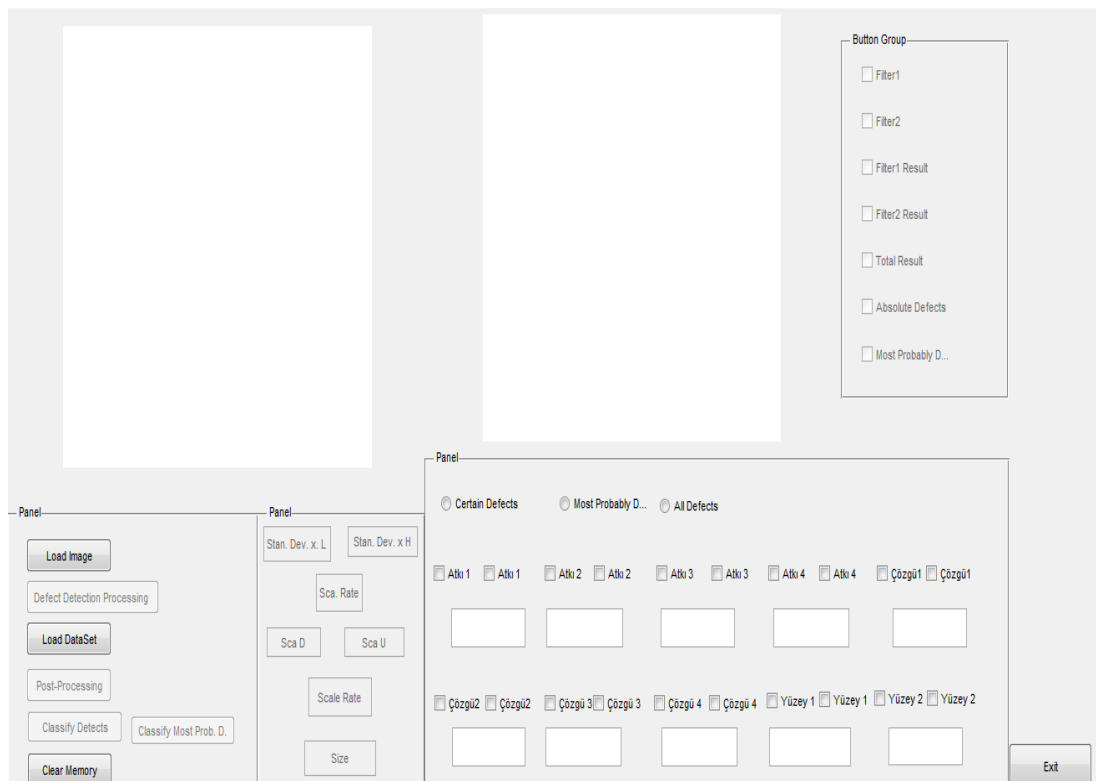 Button Group
Filter1
Filter2
Filter1 Result
Filter2 Result
Total Result
Absolute Defects
Most Probably D...
Panel
Load Image
Defect Detection Processing
Load DataSet
Post-Processing
Classify Detects
Classify Most Prob. D.
Clear Memory
Panel
Stan. Dev. x. L
Stan. Dev. x H
Sca. Rate
Sca D
Sca U
Scale Rate
Size
Panel
Certain Defects
Most Probably D...
All Defects
Atkı 1 Atkı 1 Atkı 2 Atkı 2 Atkı 3 Atkı 3 Atkı 4 Atkı 4 Çözgü1 Çözgü1
Çözgü2 Çözgü2 Çözgü 3 Çözgü 3 Çözgü 4 Çözgü 4 Yüzey 1 Yüzey 1 Yüzey 2 Yüzey 2
Exit